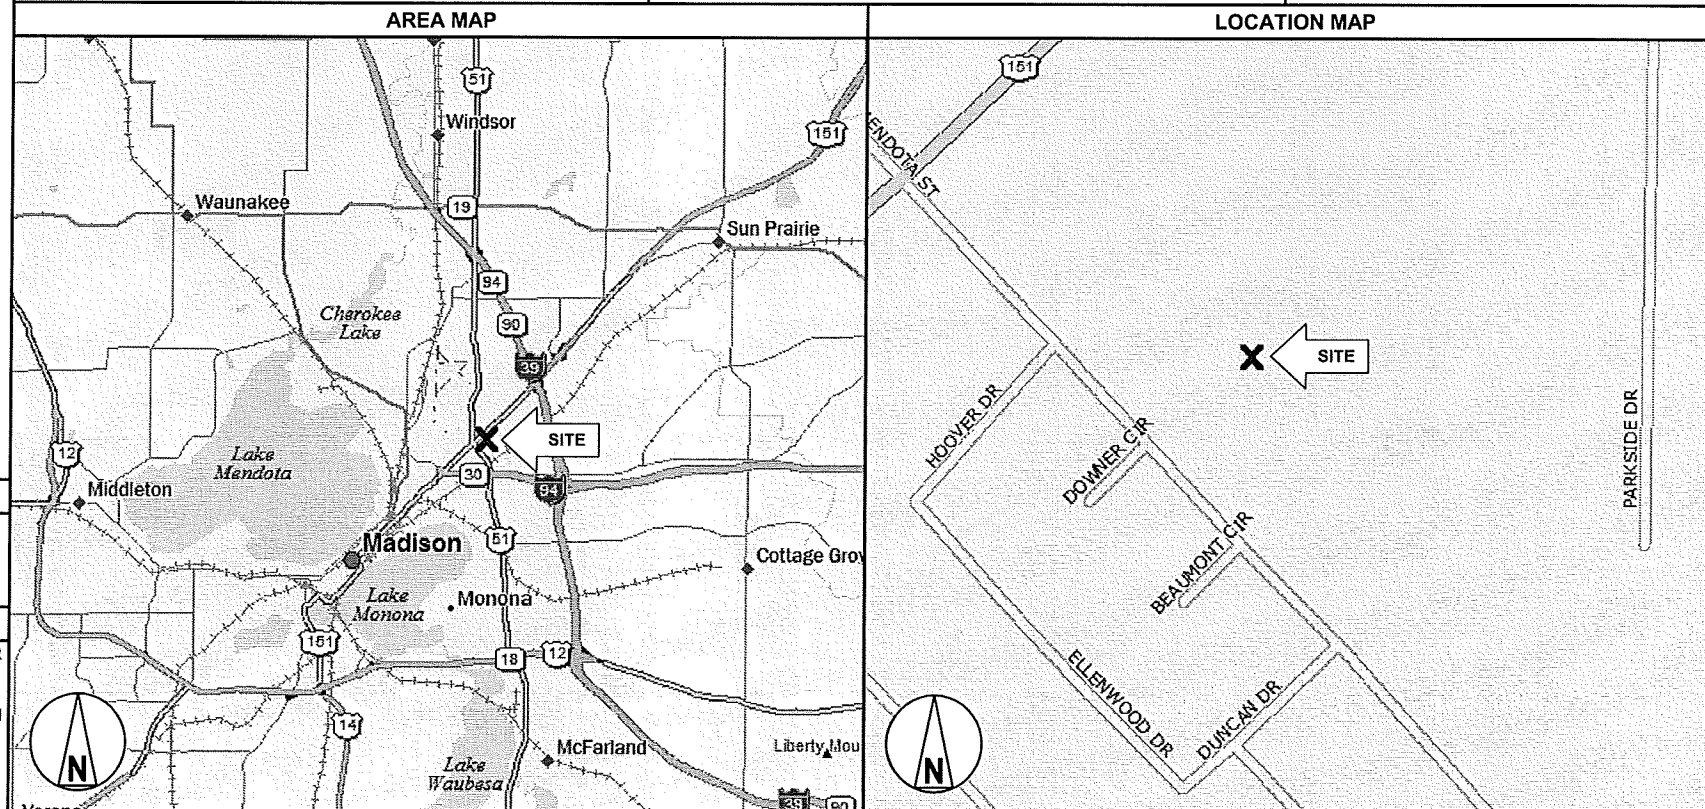 AREA MAP
51
Windsor
151
Waunakee
19
Sun Prairie
94
Cherokee
Lake
90
39
SITE
12
Lake
Mendota
30
Middleton
94
51
Madison
Cottage Grov
Lake
Monona
Monona
151
18
12
14
McFarland
Liberty Mou
Lake
Waubesa
N
39
90
LOCATION MAP
151
ENDOTA ST
SITE
HOOVER DR
DOWNER CIR
PARKSIDE DR
BEAUMONT CIR
ELLENWOOD DR
DUNCAN DR
N